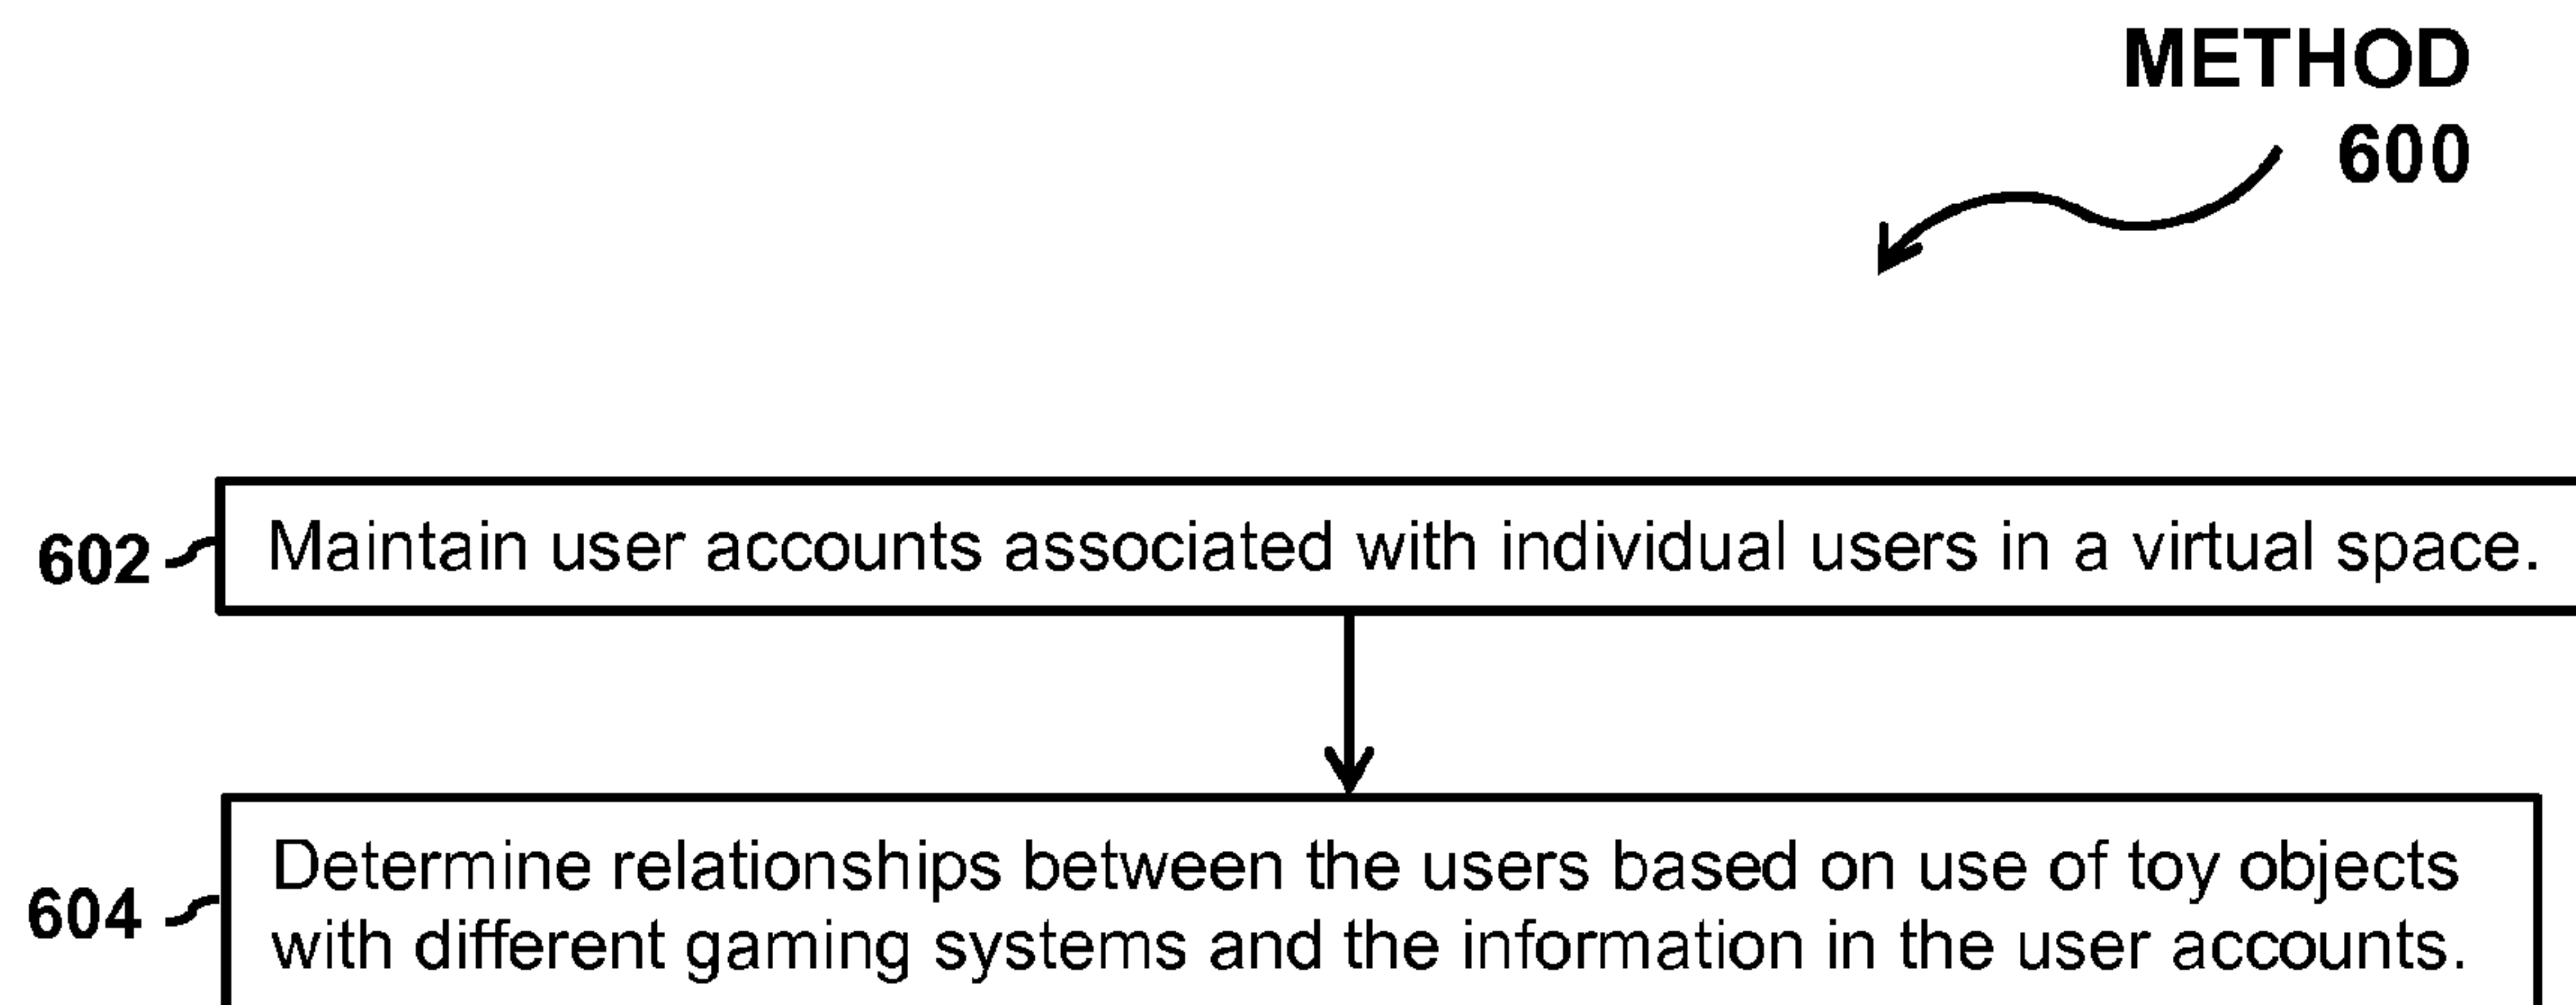 METHOD
600
602
Maintain user accounts associated with individual users in a virtual space.
604
Determine relationships between the users based on use of toy objects
with different gaming systems and the information in the user accounts.